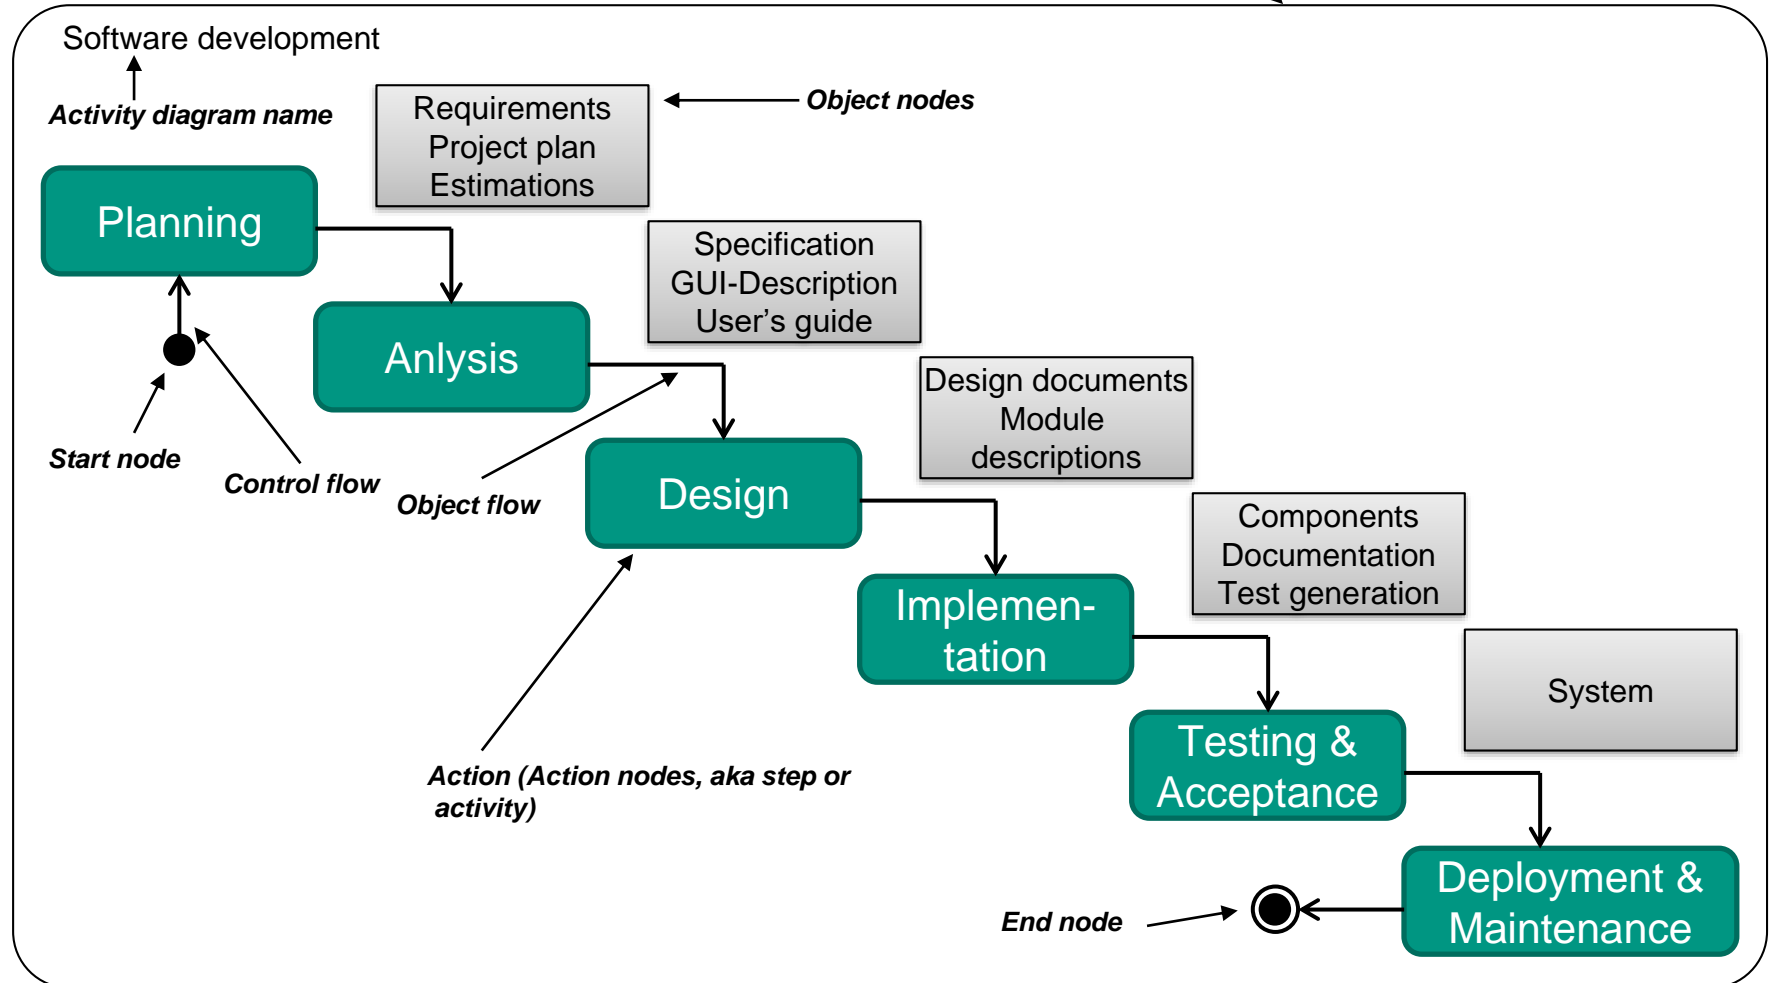 Software development
Activity diagram name
Requirements
Project plan
Estimations
Object nodes
Planning
Specification
GUI-Description
User's guide
Anlysis
Design documents
Module
descriptions
Start node
Control flow
Object flow
Design
Components
Documentation
Test generation
Implemen-
tation
System
Testing &
Acceptance
Action (Action nodes, aka step or
activity)
Deployment &
Maintenance
End node